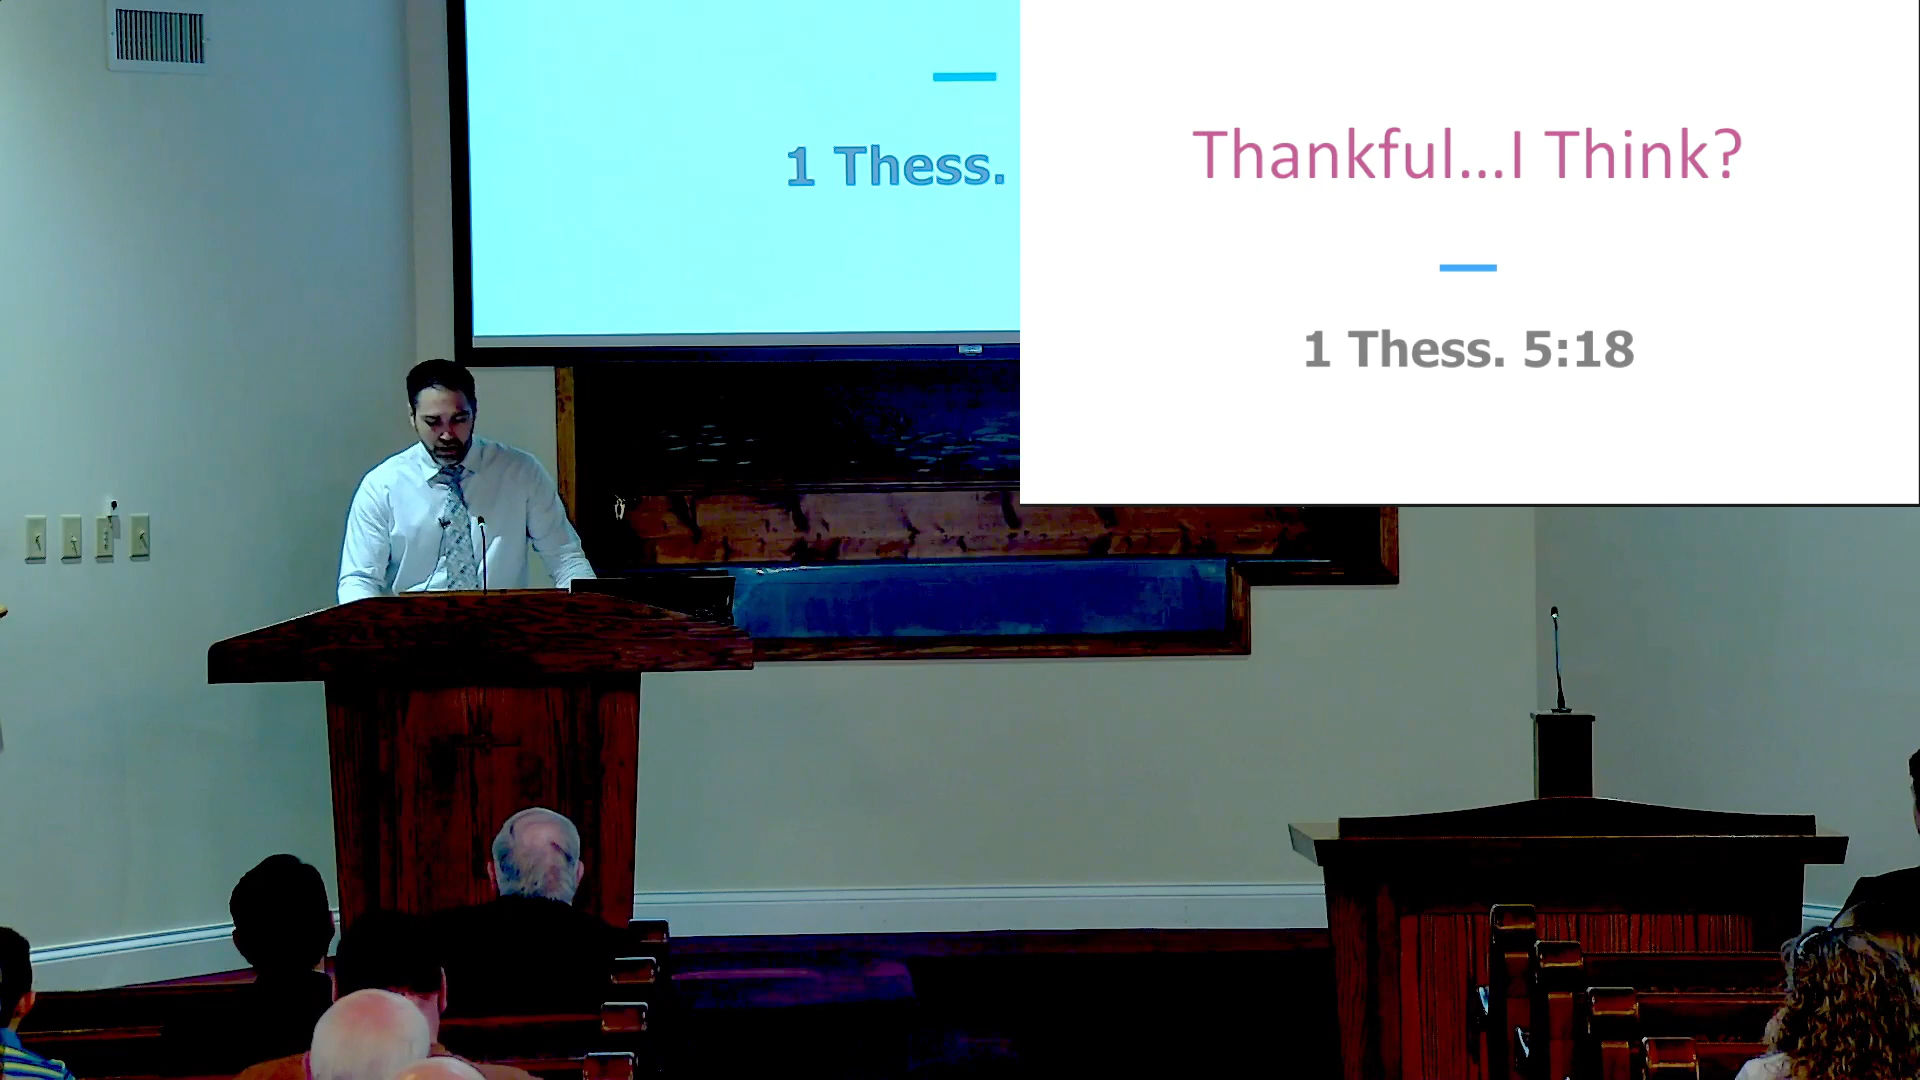 1 Thess.
Thankful...I Think?
1 Thess. 5:18